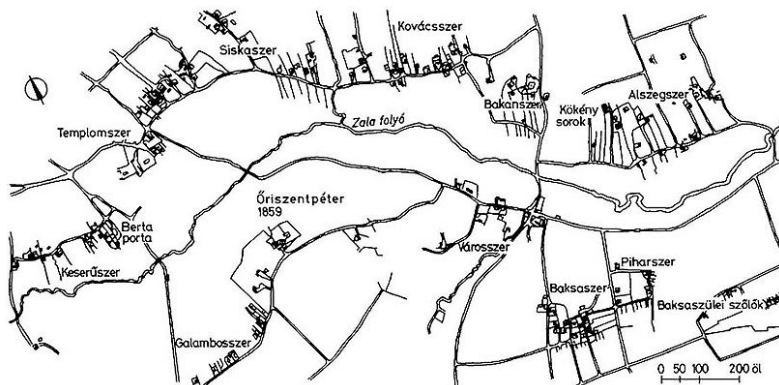 Siskaszer
Kovácsszer
Bakanszer
Kökény
sorok
Alszegszer
Templomszer
Zala folyó
Őriszentpéter
1859
Berta
porta
Keserűszer
Városszer
Galambosszer
Piharszer
Baksaszer
Baksaszülei szőlők
0 50 100 200 öl